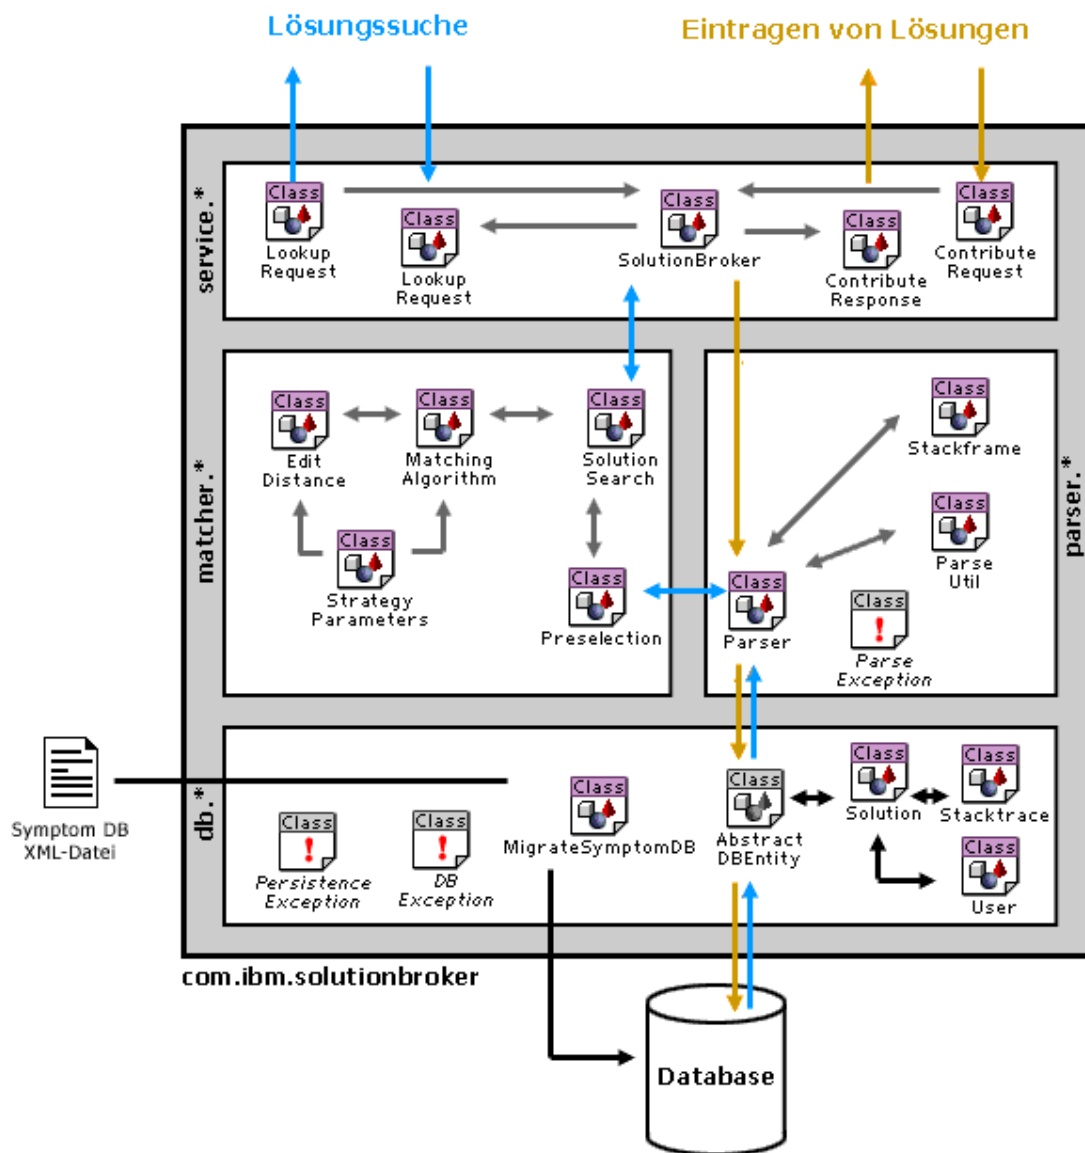 Lösungssuche
Eintragen von Lösungen
service.*
Class
Lookup
Request
Class
Lookup
Request
Class
SolutionBroker
Class
Contribute
Response
Class
Contribute
Request
matcher.*
Class
Edit
Distance
Class
Matching
Algorithm
Class
Solution
Search
Class
Strategy
Parameters
Class
Preselection
parser.*
Class
Stackframe
Class
Parse
Util
Class
Parser
Class
!
Parse
Exception
Symptom DB
XML-Datei
db.*
Class
!
Persistence
Exception
Class
!
DB
Exception
Class
MigrateSymptomDB
Class
Abstract
DBEntity
Class
Solution
Class
Stacktrace
Class
User
com.ibm.solutionbroker
Database